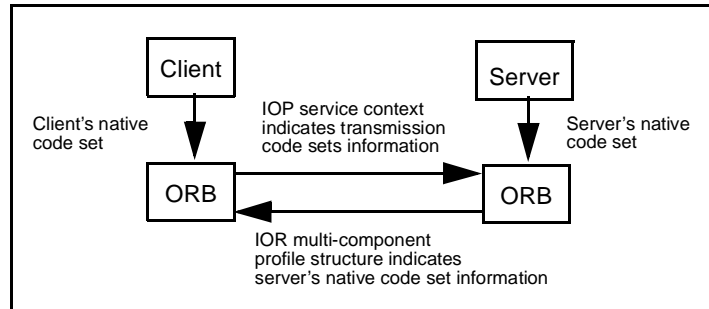 Client
Server
Client's native
code set
IOP service context
indicates transmission
code sets information
Server's native
code set
ORB
ORB
IOR multi-component
profile structure indicates
server's native code set information